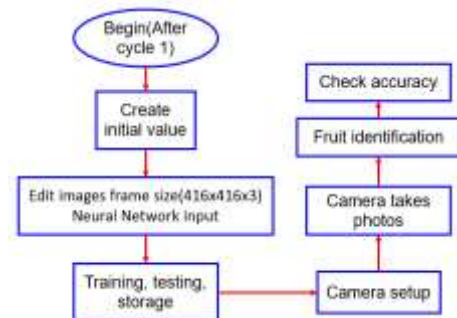 Begin(After
cycle 1)
Create
initial value
Edit images frame size(416x416x3)
Neural Network input
Training, testing,
storage
Camera setup
Camera takes
photos
Fruit identification
Check accuracy